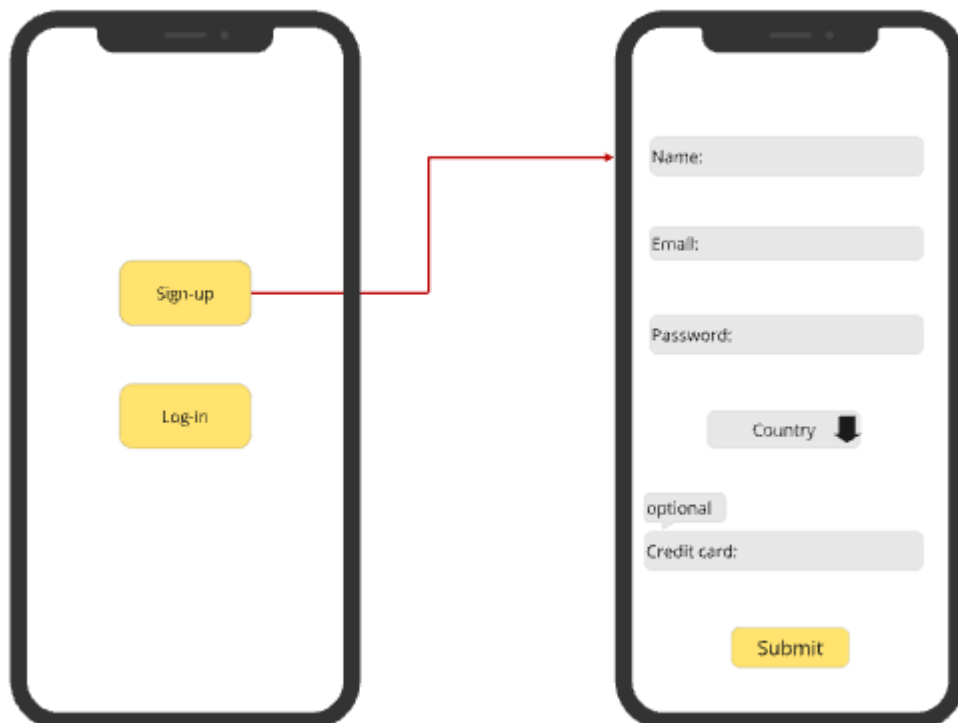 Sign-up
Log-in
Name:
Email:
Password:
Country
optional
Credit card:
Submit